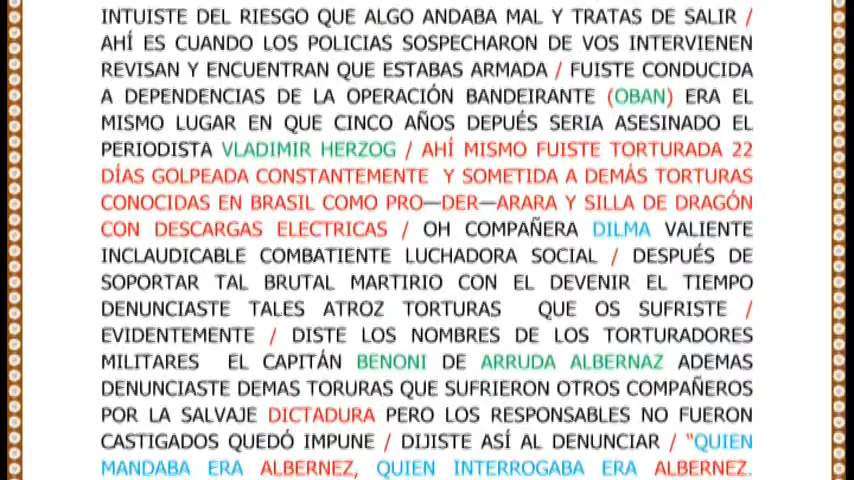 INTUISTE DEL RIESGO QUE ALGO ANDABA MAL Y TRATAS DE SALIR /
AHÍ ES CUANDO LOS POLICIAS SOSPECHARON DE VOS INTERVIENEN
REVISAN Y ENCUENTRAN QUE ESTABAS ARMADA / FUISTE CONDUCIDA
A DEPENDENCIAS DE LA OPERACIÓN BANDEIRANTE (OBAN) ERA EL
MISMO LUGAR EN QUE CINCO AÑOS DEPUÉS SERIA ASESINADO EL
PERIODISTA VLADIMIR HERZOG / AHÍ MISMO FUISTE TORTURADA 22
DÍAS GOLPEADA CONSTANTEMENTE Y SOMETIDA A DEMÁS TORTURAS
CONOCIDAS EN BRASIL COMO PRO—DER—ARARA Y SILLA DE DRAGÓN
CON DESCARGAS ELECTRICAS / OH COMPAÑERA DILMA VALIENTE
INCLAUDICABLE COMBATIENTE LUCHADORA SOCIAL / DESPUÉS DE
SOPORTAR TAL BRUTAL MARTIRIO CON EL DEVENIR EL TIEMPO
DENUNCIASTE TALES ATROZ TORTURAS QUE OS SUFRISTE /
EVIDENTEMENTE / DISTE LOS NOMBRES DE LOS TORTURADORES
MILITARES EL CAPITÁN BENONI DE ARRUDA ALBERNAZ ADEMAS
DENUNCIASTE DEMAS TORURAS QUE SUFRIERON OTROS COMPAÑEROS
POR LA SALVAJE DICTADURA PERO LOS RESPONSABLES NO FUERON
CASTIGADOS QUEDÓ IMPUNE / DIJISTE ASÍ AL DENUNCIAR / “QUIEN
MANDABA ERA ALBERNEZ, QUIEN INTERROGABA ERA ALBERNEZ.